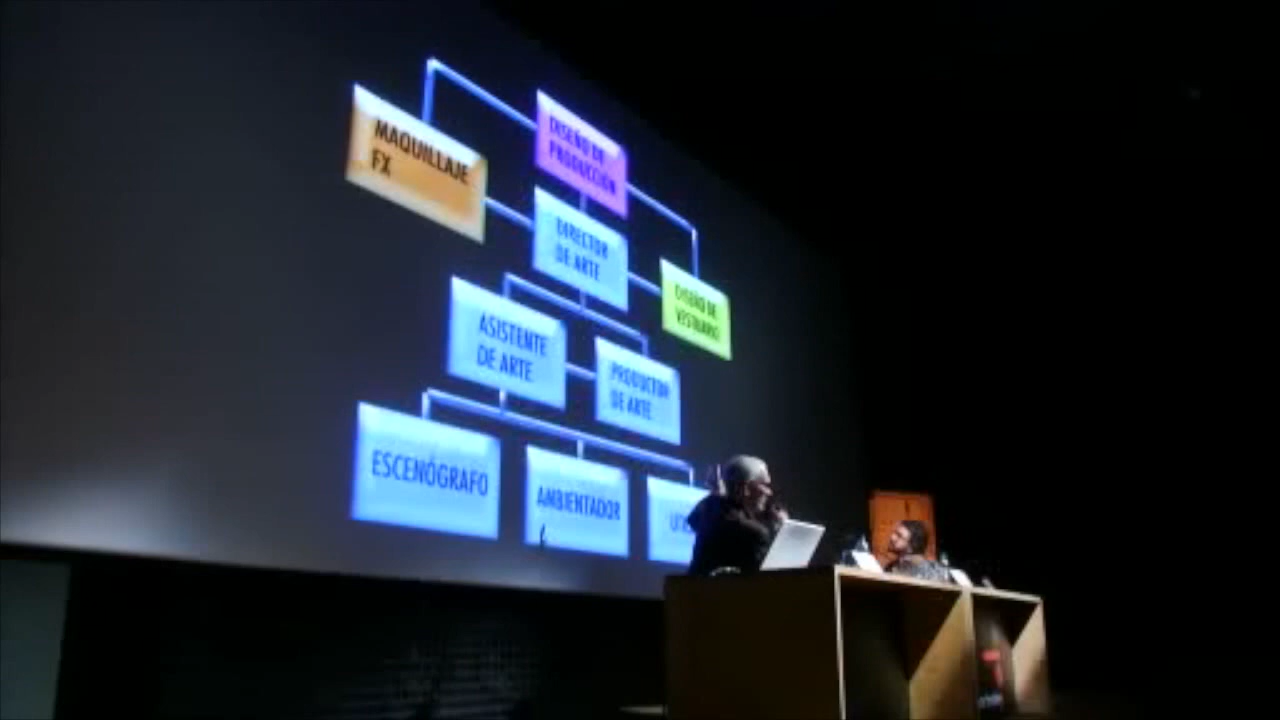 MAQUILLAJE
FX
DISEÑO DE
PRODUCCIÓN
DIRECTOR
DE ARTE
DISEÑO DE
VESTUARIO
ASISTENTE
DE ARTE
PRODUCTOR
DE ARTE
ESCENÓGRAFO
AMBIENTADOR